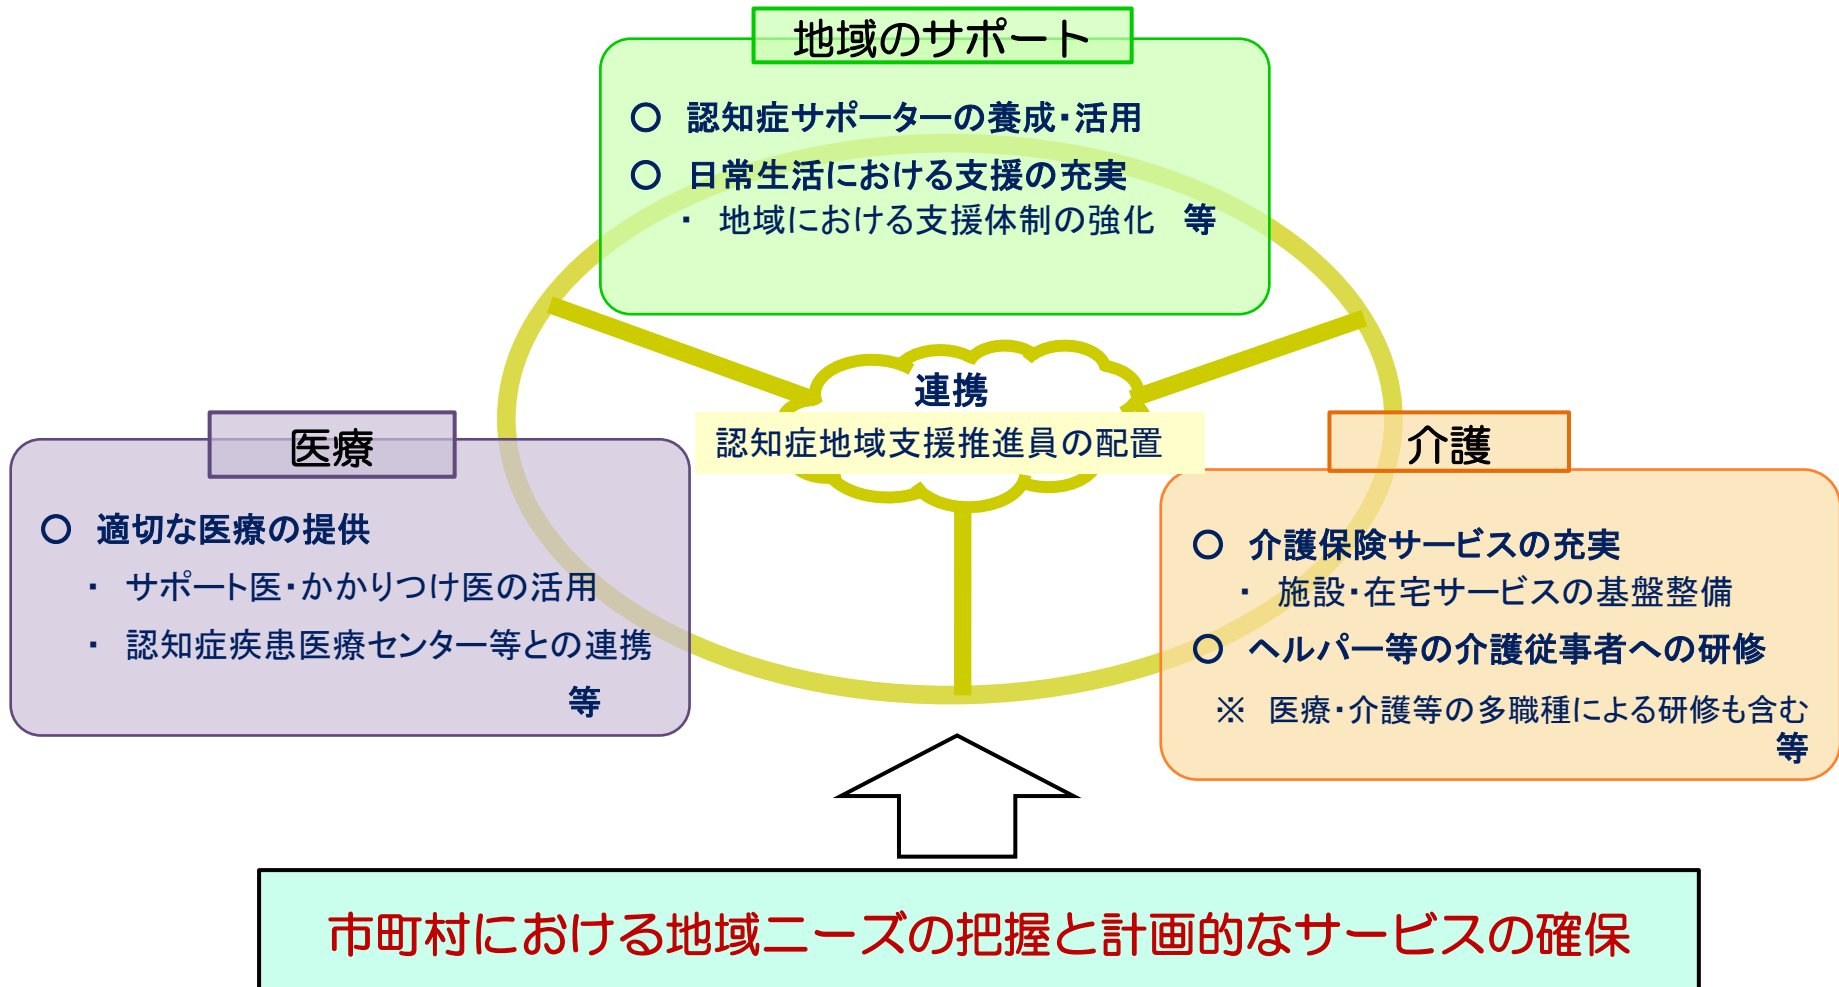 地域のサポート
○ 認知症サポーターの養成・活用
○ 日常生活における支援の充実
・ 地域における支援体制の強化 等
連携
認知症地域支援推進員の配置
医療
○ 適切な医療の提供
・ サポート医・かかりつけ医の活用
・ 認知症疾患医療センター等との連携
等
介護
○ 介護保険サービスの充実
・ 施設・在宅サービスの基盤整備
○ ヘルパー等の介護従事者への研修
※ 医療・介護等の多職種による研修も含む
等
市町村における地域ニーズの把握と計画的なサービスの確保